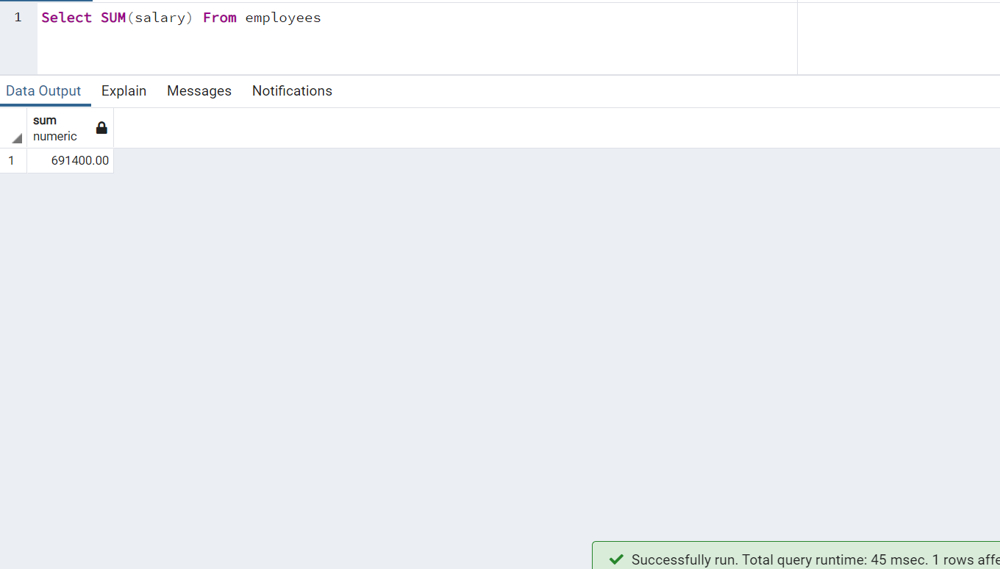 1 Select SUM(salary) From employees
Data Output Explain Messages Notifications
sum
numeric
1 691400.00
Successfully run. Total query runtime: 45 msec. 1 rows affe